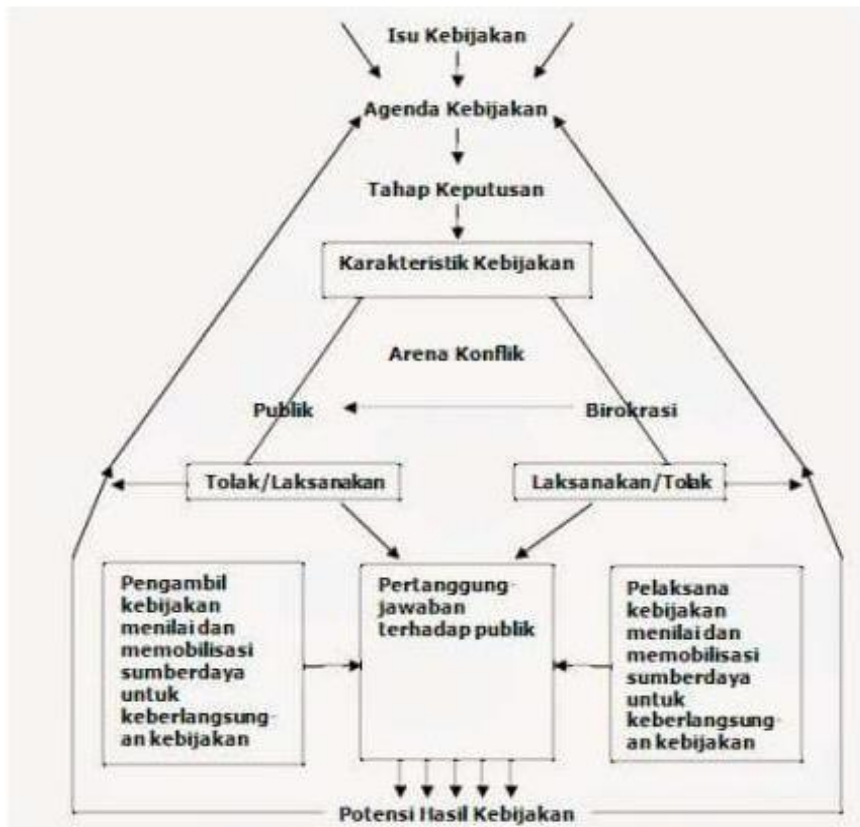 Isu Kebijakan
Agenda Kebijakan
Tahap Keputusan
Karakteristik Kebijakan
Arena Konflik
Publik
Birokrasi
Tolak/Laksanakan
Laksanakan/Tolak
Pengambil
kebijakan
menilai dan
memobilisasi
sumberdaya
untuk
keberlangsung-
an kebijakan
Pertanggung-
jawaban
terhadap publik
Pelaksana
kebijakan
menilai dan
memobilisasi
sumberdaya
untuk
keberlangsung-
an kebijakan
Potensi Hasil Kebijakan